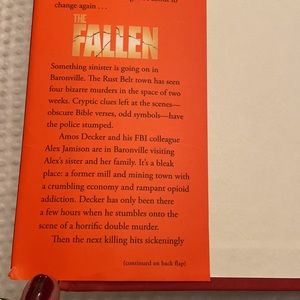 change again . . .
THE
FALLEN
Something sinister is going on in
Baronville. The Rust Belt town has seen
four bizarre murders in the space of two
weeks. Cryptic clues left at the scenes—
obscure Bible verses, odd symbols—have
the police stumped.
Amos Decker and his FBI colleague
Alex Jamison are in Baronville visiting
Alex's sister and her family. It's a bleak
place: a former mill and mining town with
a crumbling economy and rampant opioid
addiction. Decker has only been there
a few hours when he stumbles onto the
scene of a horrific double murder.
Then the next killing hits sickeningly
(continued on back flap)